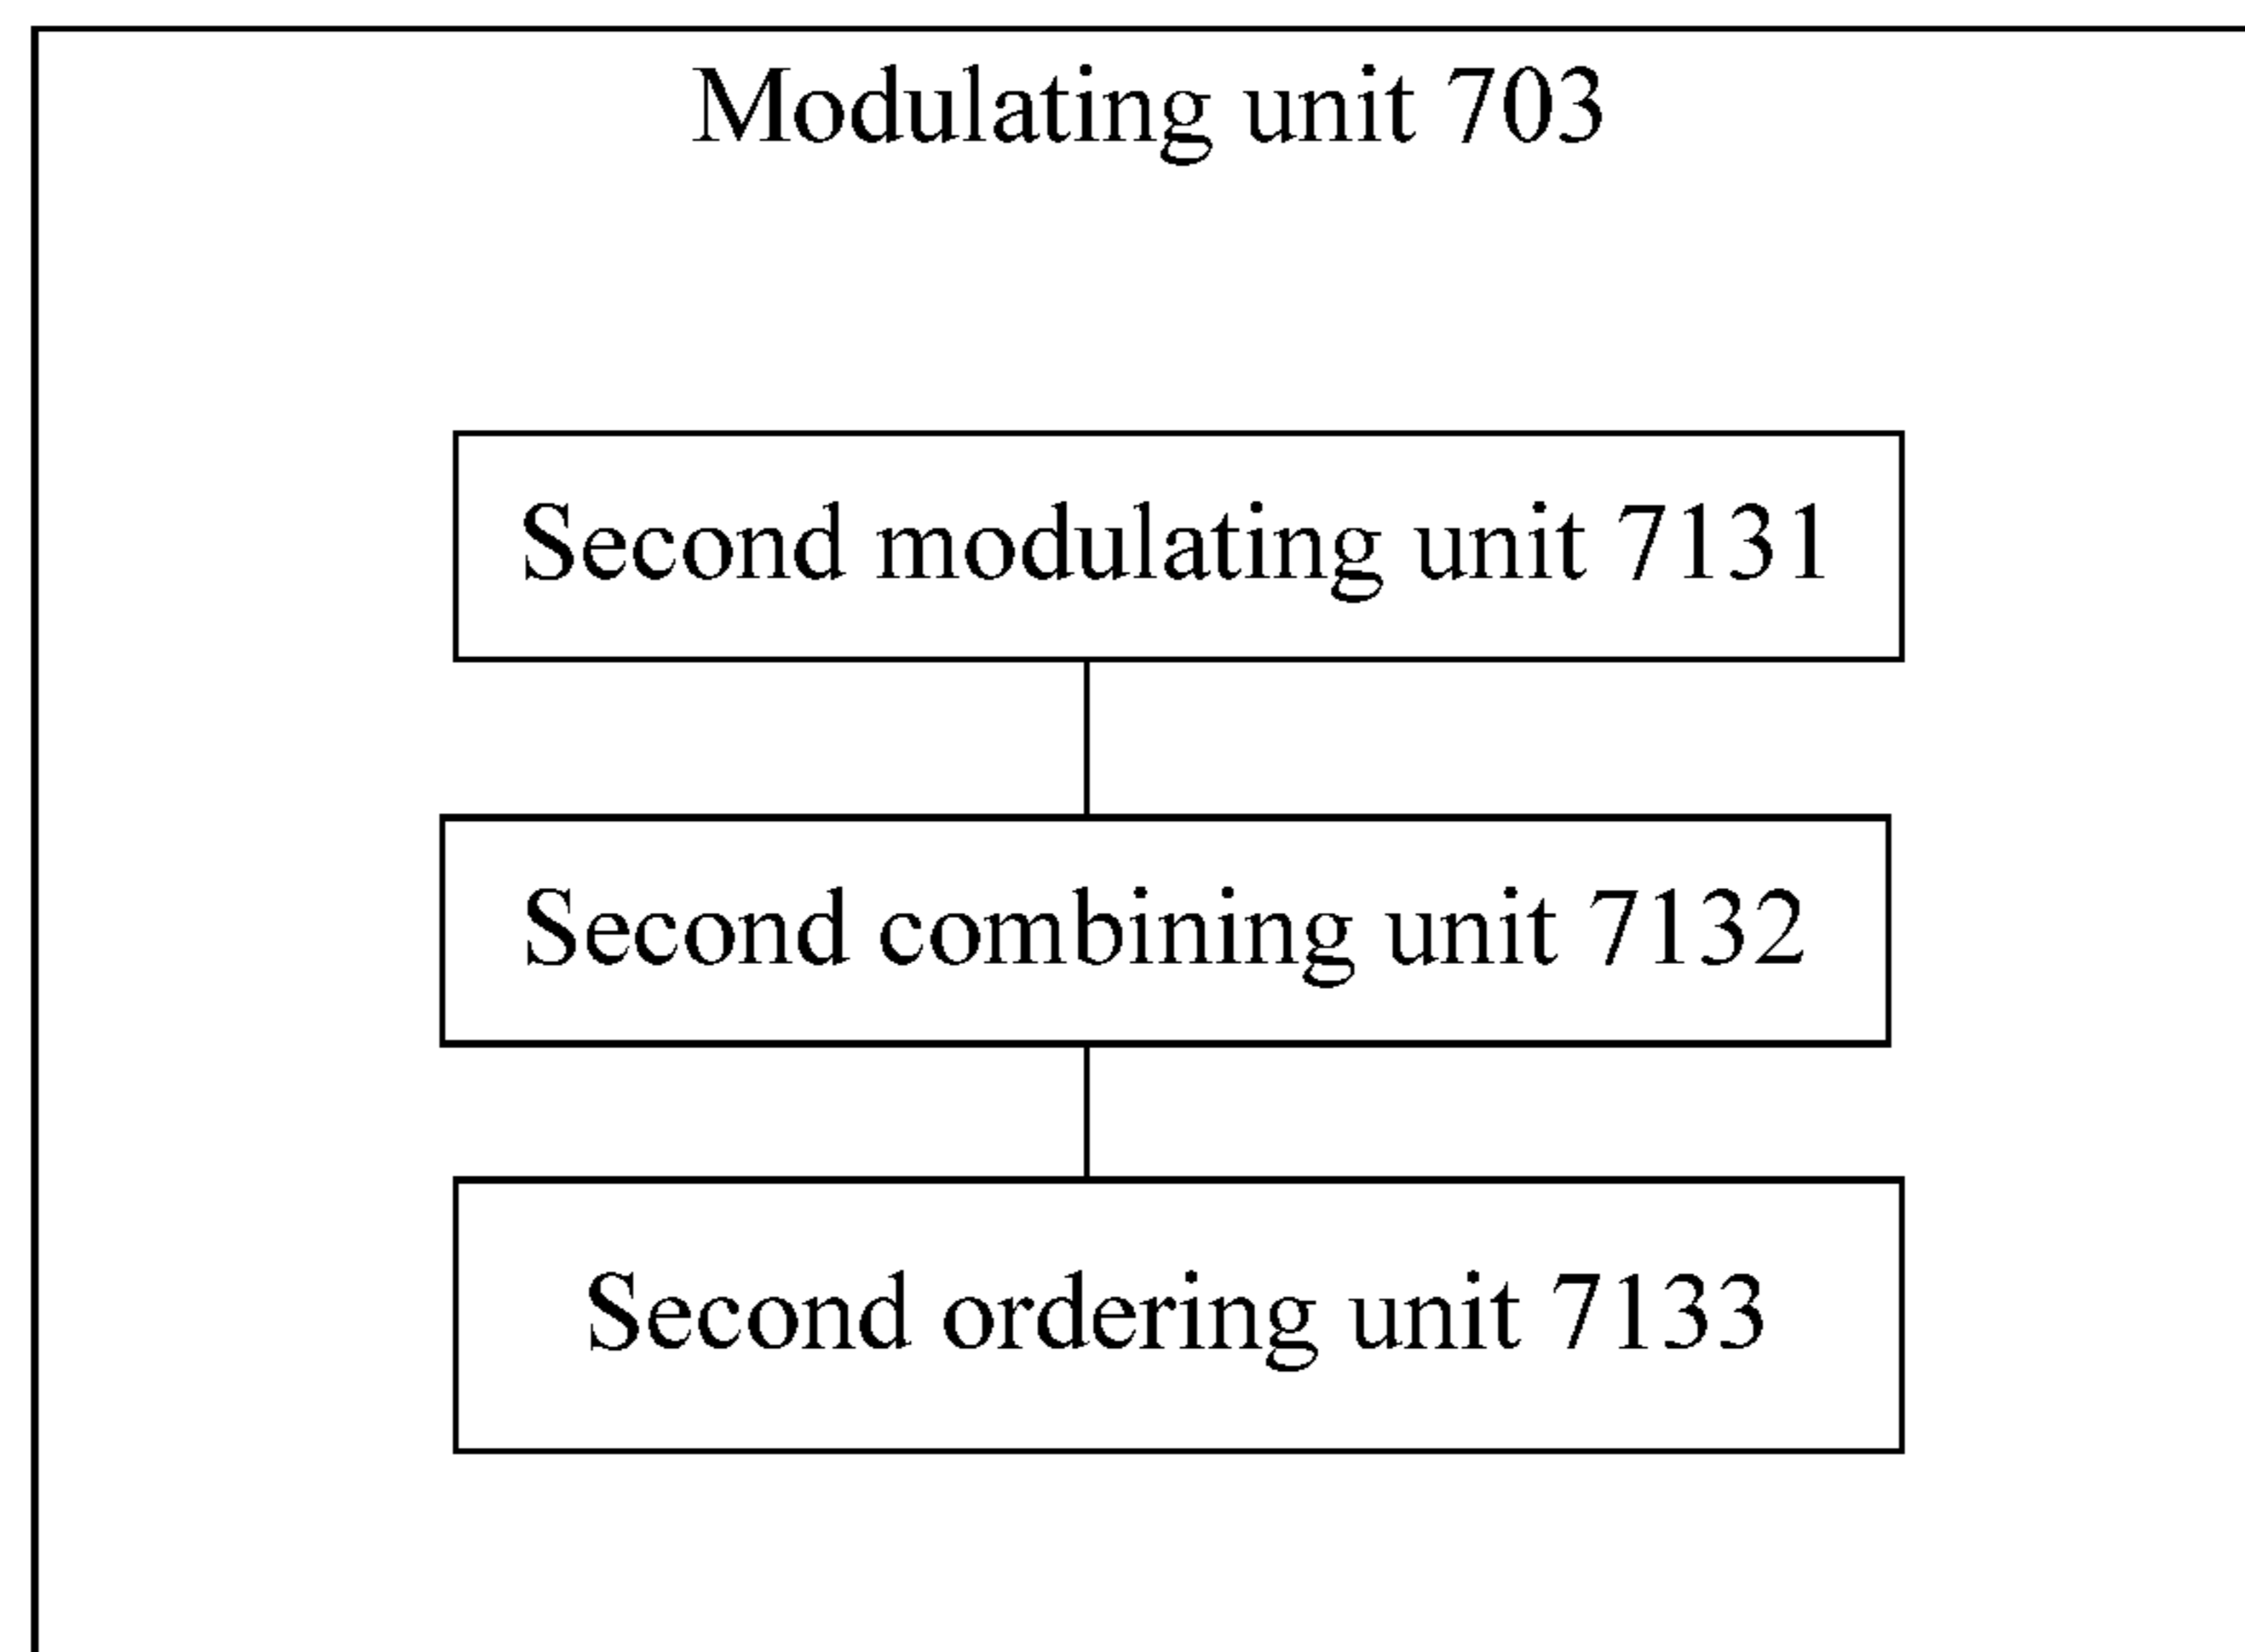 Modulating unit 703
Second modulating unit 7131
Second combining unit 7132
Second ordering unit 7133